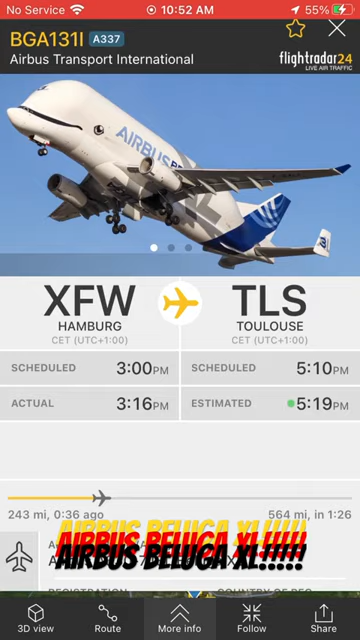 No Service 10:52 AM 55%
BGA131I A337
Airbus Transport International
flightradar24
LIVE AIR TRAFFIC
AIRBUS
XFW TLS
HAMBURG TOULOUSE
CET (UTC+1:00) CET (UTC+1:00)
SCHEDULED 3:00PM SCHEDULED 5:10PM
ACTUAL 3:16PM ESTIMATED 5:19PM
243 mi, 0:36 ago 564 mi, in 1:26
AIRBUS BELUGA XL!!!!!
AIRBUS BELUGA XL!!!!!
3D view Route More info Follow Share